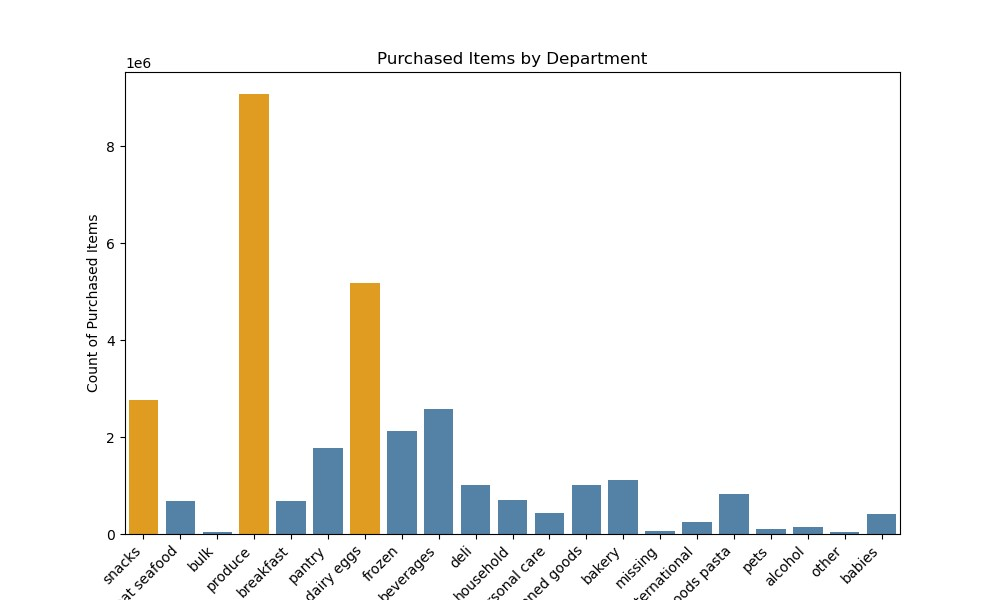 Purchased Items by Department
1e6
8
6
4
2
0
Count of Purchased Items
snacks
at seafood
bulk
produce
breakfast
pantry
dairy eggs
frozen
beverages
deli
household
rsonal care
ned goods
bakery
missing
ternational
oods pasta
pets
alcohol
other
babies